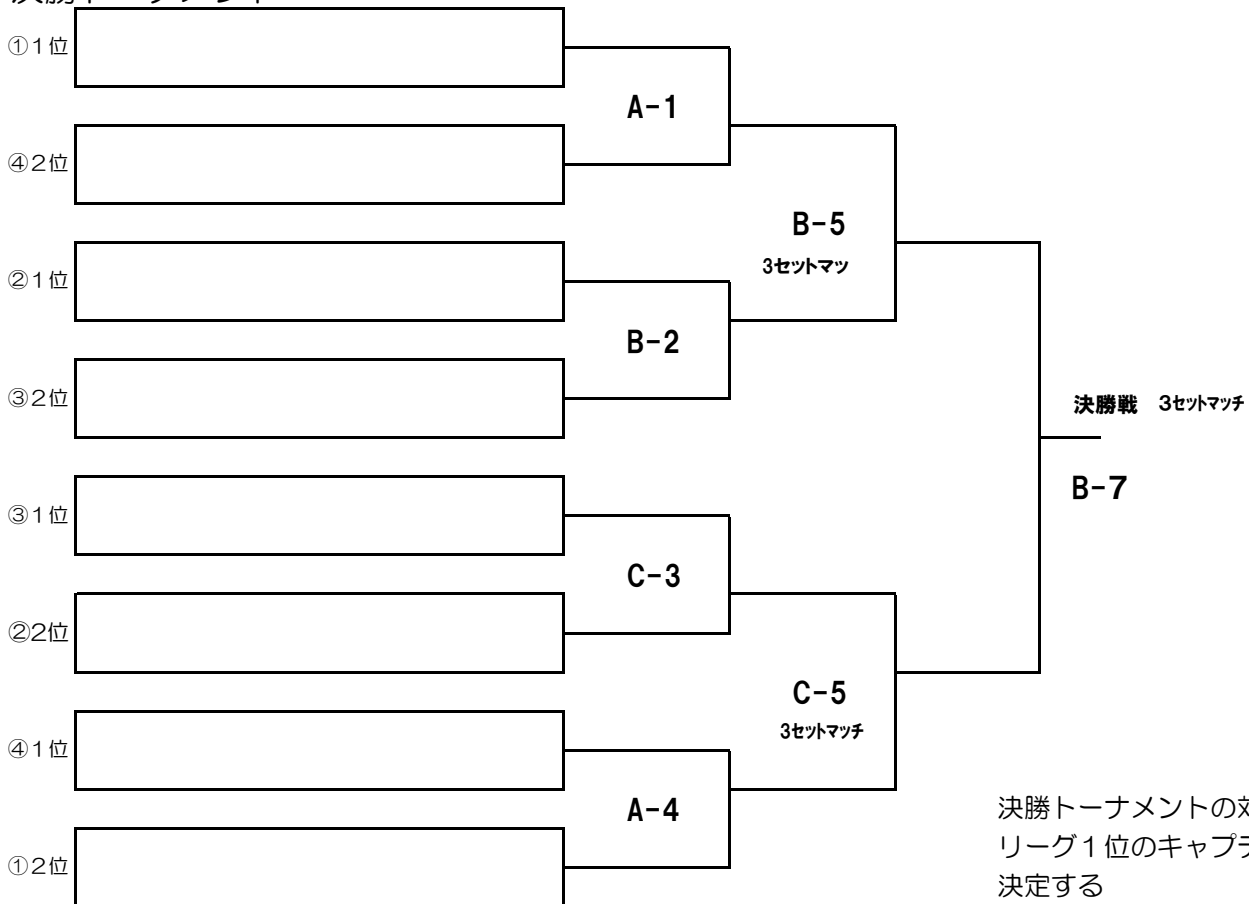 ①１位
A-1
④２位
B-5
3セットマッ
②１位
B-2
③２位
決勝戦　3セットマッチ
B-7
③１位
C-3
②2位
C-5
3セットマッチ
④１位
A-4
決勝トーナメントの対
リーグ１位のキャプテ
決定する
①２位